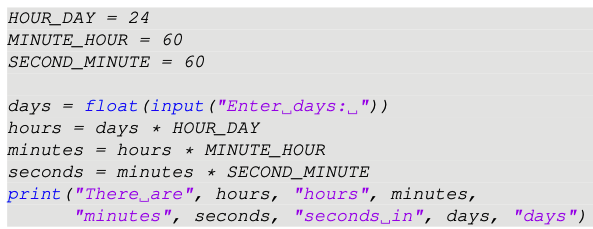 HOUR_DAY = 24
MINUTE_HOUR = 60
SECOND_MINUTE = 60
days = float(input("Enter␣days:␣"))
hours = days * HOUR_DAY
minutes = hours * MINUTE_HOUR
seconds = minutes * SECOND_MINUTE
print("There␣are", hours, "hours", minutes,
"minutes", seconds, "seconds␣in", days, "days")